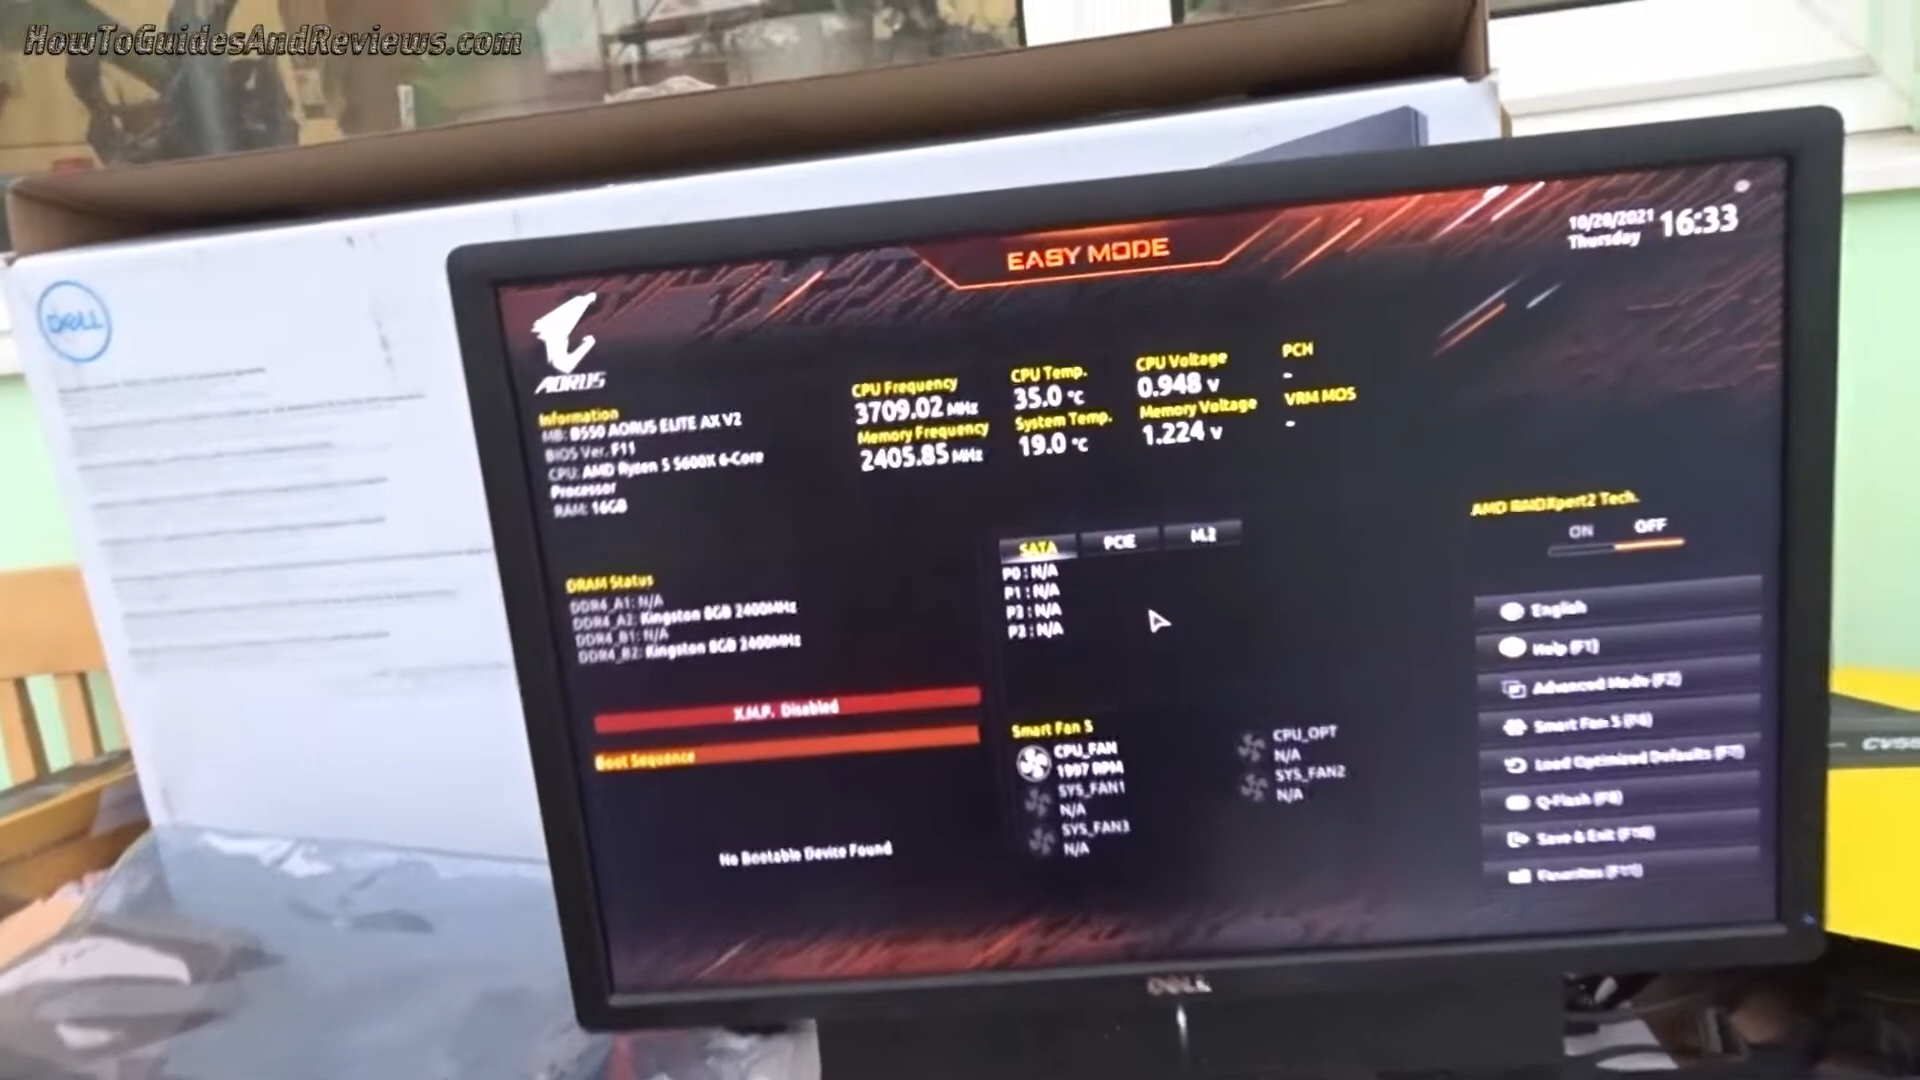 HowToGuidesAndReviews.com
DELL
EASY MODE
10/28/2021
Thursday
16:33
AORUS
Information
MB: B550 AORUS ELITE AX V2
BIOS Ver. F11
CPU: AMD Ryzen 5 5600X 6-Core
Processor
RAM: 16GB
CPU Frequency
3709.02 MHz
Memory Frequency
2405.85 MHz
CPU Temp.
35.0 °C
System Temp.
19.0 °C
CPU Voltage
0.948 V
Memory Voltage
1.224 V
PCH
-
VRM MOS
-
AMD RAIDXpert2 Tech.
ON OFF
DRAM Status
DDR4_A1: N/A
DDR4_A2: Kingston 8GB 2400MHz
DDR4_B1: N/A
DDR4_B2: Kingston 8GB 2400MHz
X.M.P. Disabled
Boot Sequence
No Bootable Device Found
SATA PCIE M.2
P0 : N/A
P1 : N/A
P2 : N/A
P3 : N/A
Smart Fan 5
CPU_FAN
1997 RPM
SYS_FAN1
N/A
SYS_FAN3
N/A
CPU_OPT
N/A
SYS_FAN2
N/A
English
Help (F1)
Advanced Mode (F2)
Smart Fan 5 (F6)
Load Optimized Defaults (F7)
Q-Flash (F8)
Save & Exit (F10)
Favorites (F11)
DELL